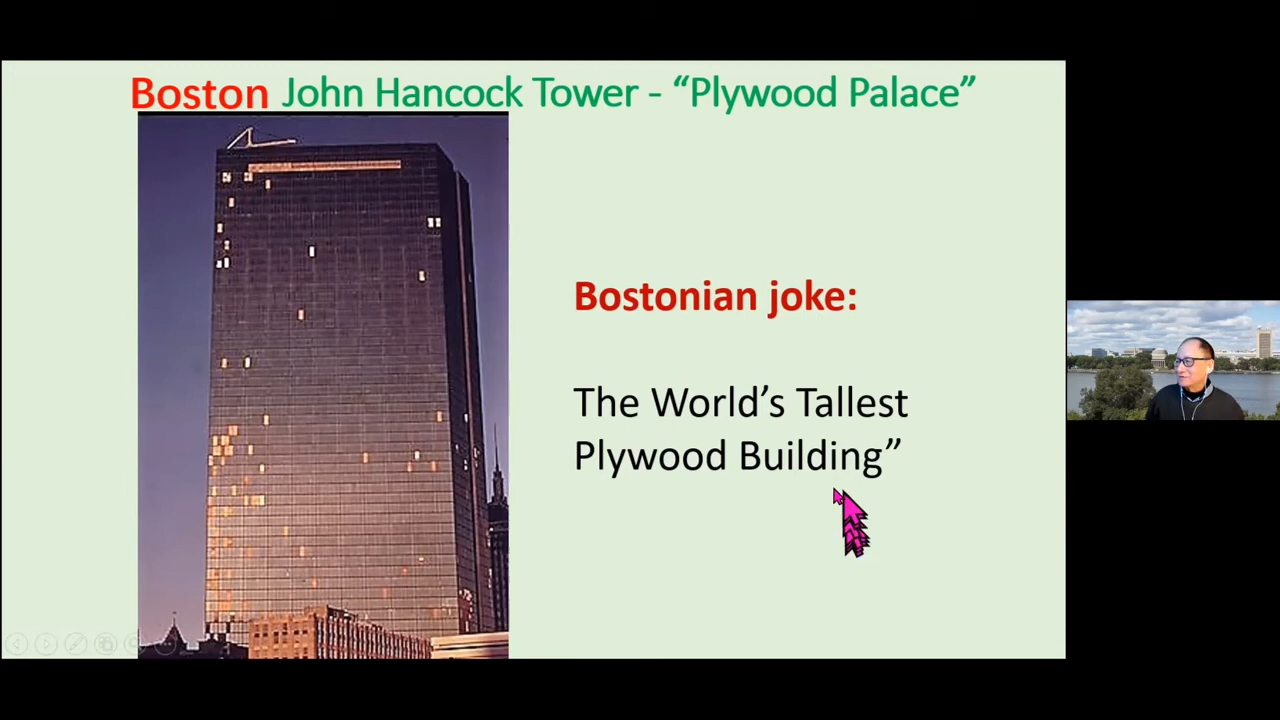 Boston John Hancock Tower - “Plywood Palace”
Bostonian joke:
The World’s Tallest
Plywood Building”